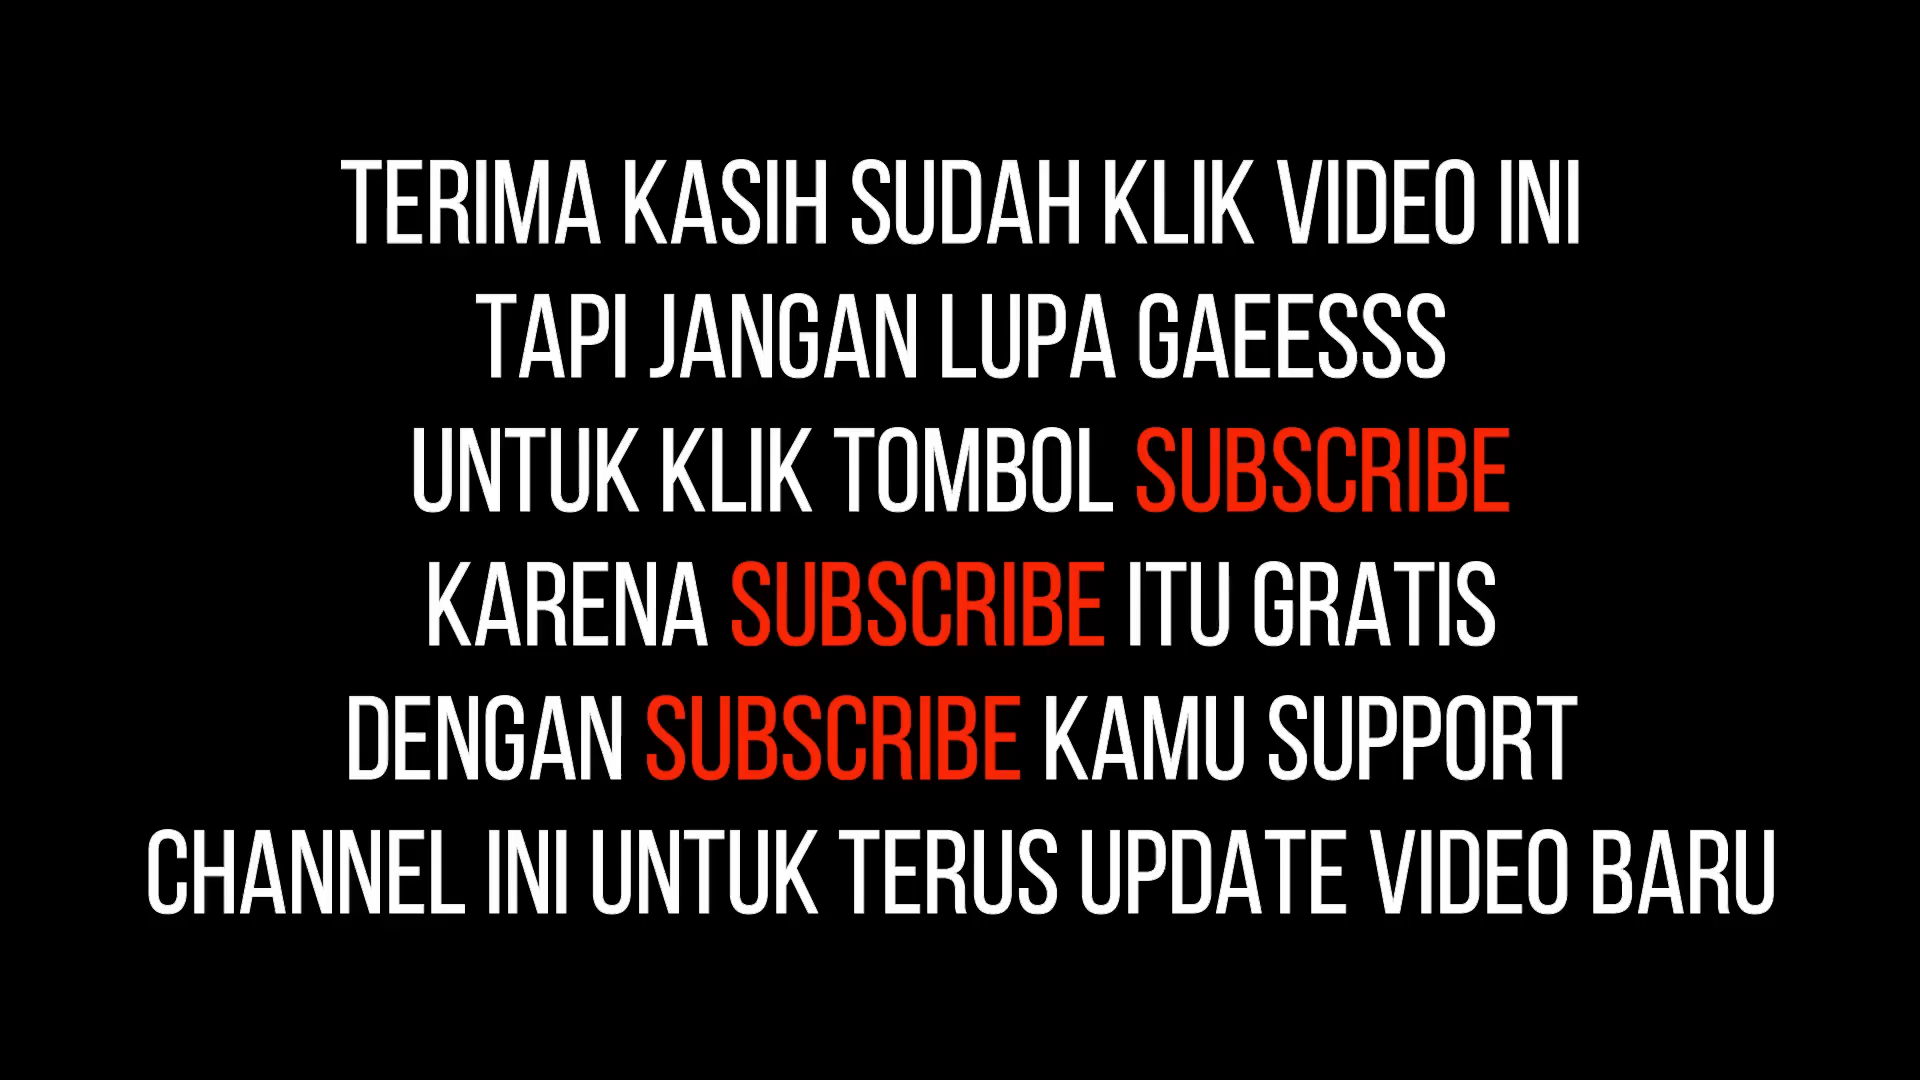 TERIMA KASIH SUDAH KLIK VIDEO INI
TAPI JANGAN LUPA GAEESSS
UNTUK KLIK TOMBOL SUBSCRIBE
KARENA SUBSCRIBE ITU GRATIS
DENGAN SUBSCRIBE KAMU SUPPORT
CHANNEL INI UNTUK TERUS UPDATE VIDEO BARU